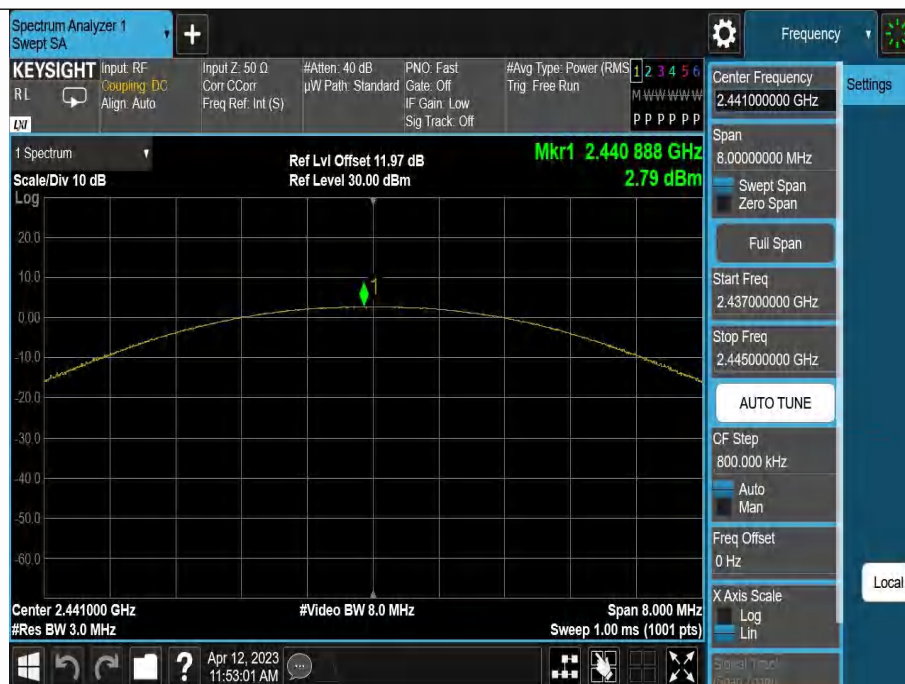 Spectrum Analyzer 1
Swept SA
Frequency
KEYSIGHT
RL
LXI
Input: RF
Coupling: DC
Align: Auto
Input Z: 50 Ω
Corr CCorr
Freq Ref: Int (S)
#Atten: 40 dB
µW Path: Standard
PNO: Fast
Gate: Off
IF Gain: Low
Sig Track: Off
#Avg Type: Power (RMS
Trig: Free Run
1 2 3 4 5 6
M W W W W W
P P P P P P
1 Spectrum
Scale/Div 10 dB
Ref Lvl Offset 11.97 dB
Ref Level 30.00 dBm
Mkr1 2.440 888 GHz
2.79 dBm
Log
20.0
10.0
0.00
-10.0
-20.0
-30.0
-40.0
-50.0
-60.0
1
Center 2.441000 GHz
#Res BW 3.0 MHz
#Video BW 8.0 MHz
Span 8.000 MHz
Sweep 1.00 ms (1001 pts)
Center Frequency
2.441000000 GHz
Settings
Span
8.00000000 MHz
Swept Span
Zero Span
Full Span
Start Freq
2.437000000 GHz
Stop Freq
2.445000000 GHz
AUTO TUNE
CF Step
800.000 kHz
Auto
Man
Freq Offset
0 Hz
Local
X Axis Scale
Log
Lin
Signal Track
Apr 12, 2023
11:53:01 AM